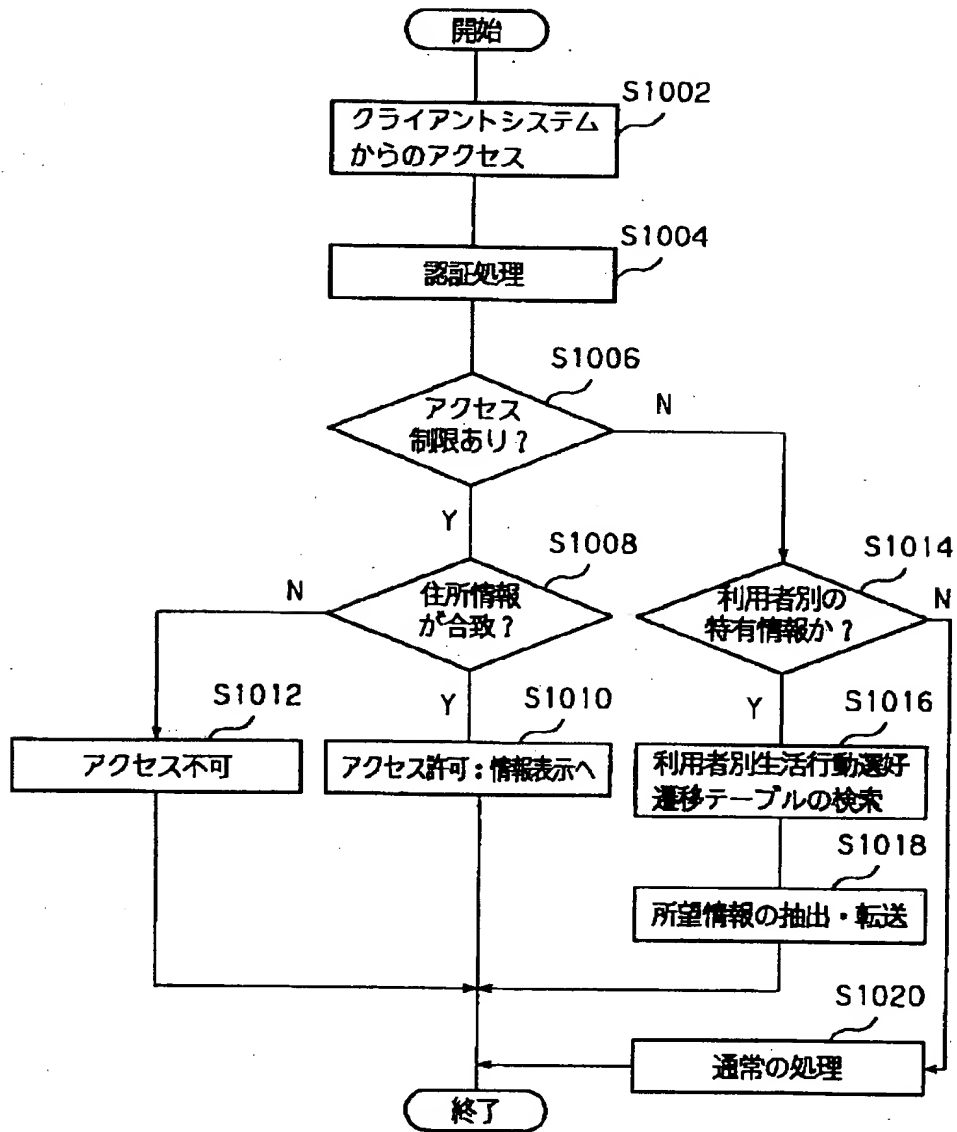 開始
S1002
クライアントシステム
からのアクセス
S1004
認証処理
S1006
アクセス
制限あり？
N
Y
S1008
住所情報
が合致？
N
Y
S1014
利用者別の
特有情報か？
N
Y
S1012
アクセス不可
S1010
アクセス許可：情報表示へ
S1016
利用者別生活行動選好
遷移テーブルの検索
S1018
所望情報の抽出・転送
S1020
通常の処理
終了